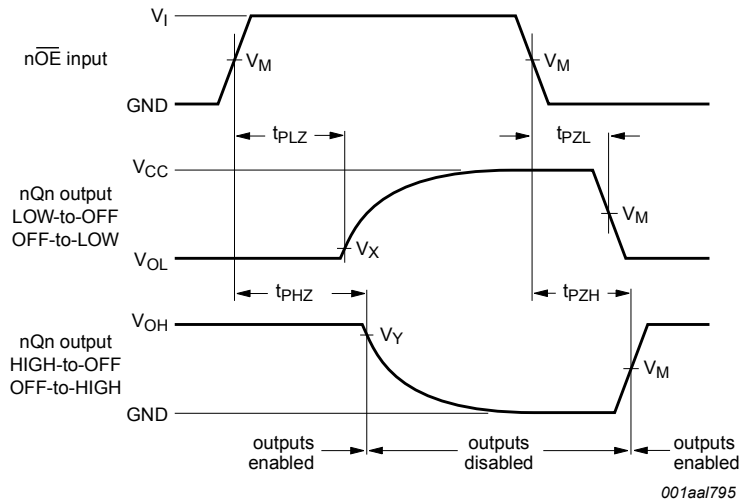 V_I
nO̅E̅ input
V_M
V_M
GND
t_PLZ
t_PZL
V_CC
nQn output
LOW-to-OFF
OFF-to-LOW
V_M
V_OL
V_X
t_PHZ
t_PZH
V_OH
nQn output
HIGH-to-OFF
OFF-to-HIGH
V_Y
V_M
GND
outputs
enabled
outputs
disabled
outputs
enabled
001aal795